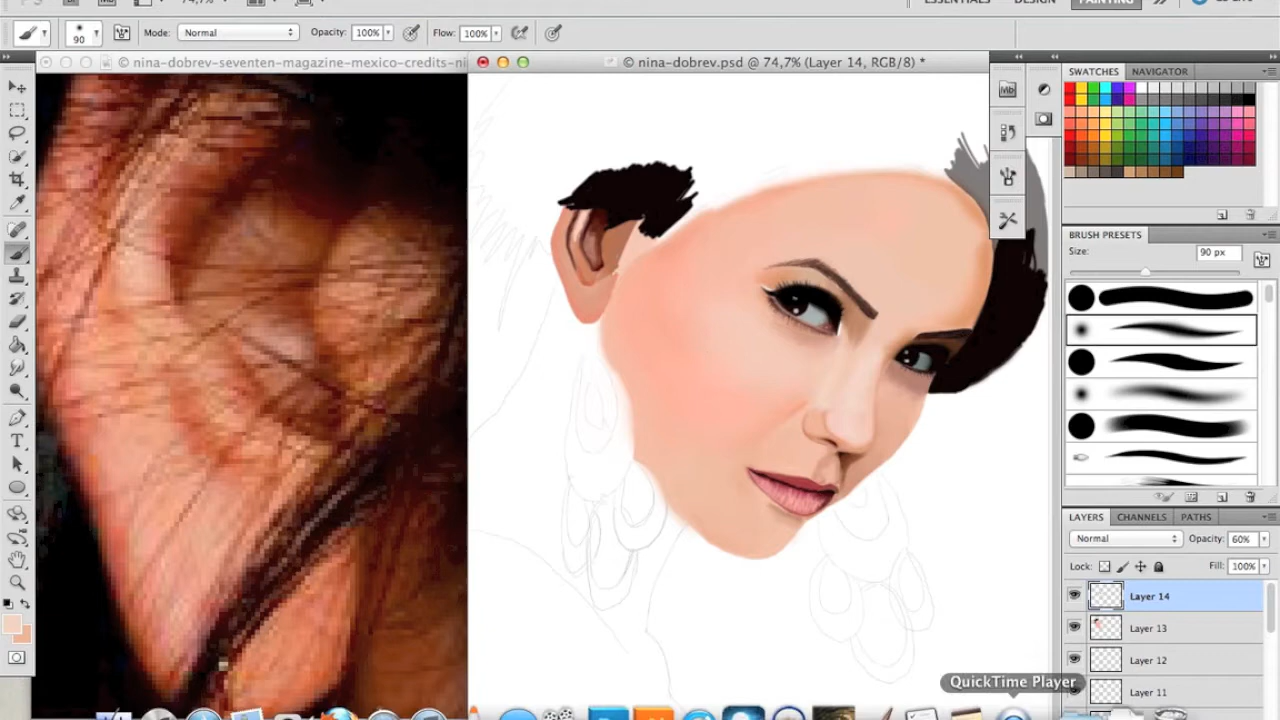 ESSENTIALS DESIGN PAINTING
90 Mode: Normal Opacity: 100% Flow: 100%
© nina-dobrev-seventen-magazine-mexico-credits-ni
© nina-dobrev.psd @ 74,7% (Layer 14, RGB/8) *
SWATCHES NAVIGATOR
Mb
BRUSH PRESETS
Size: 90 px
LAYERS CHANNELS PATHS
Normal Opacity: 60%
Lock: Fill: 100%
Layer 14
Layer 13
Layer 12
Layer 11
QuickTime Player